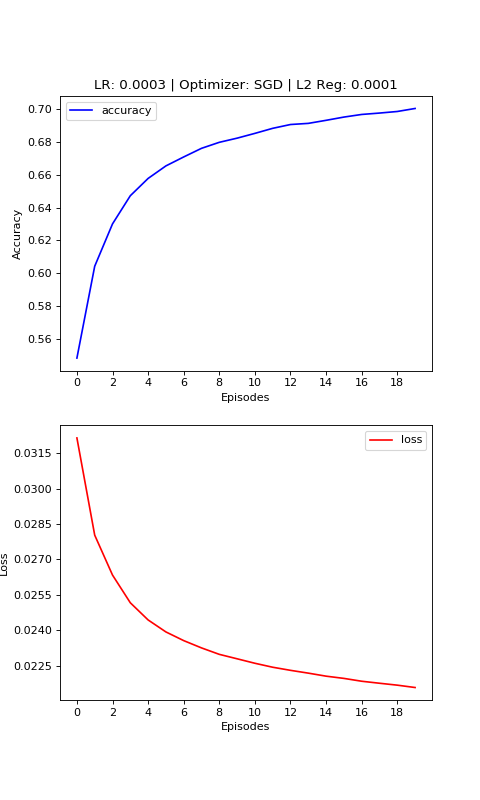 LR: 0.0003 | Optimizer: SGD | L2 Reg: 0.0001
accuracy
0.70
0.68
0.66
0.64
0.62
0.60
0.58
0.56
Accuracy
0 2 4 6 8 10 12 14 16 18
Episodes
loss
0.0315
0.0300
0.0285
0.0270
0.0255
0.0240
0.0225
Loss
0 2 4 6 8 10 12 14 16 18
Episodes